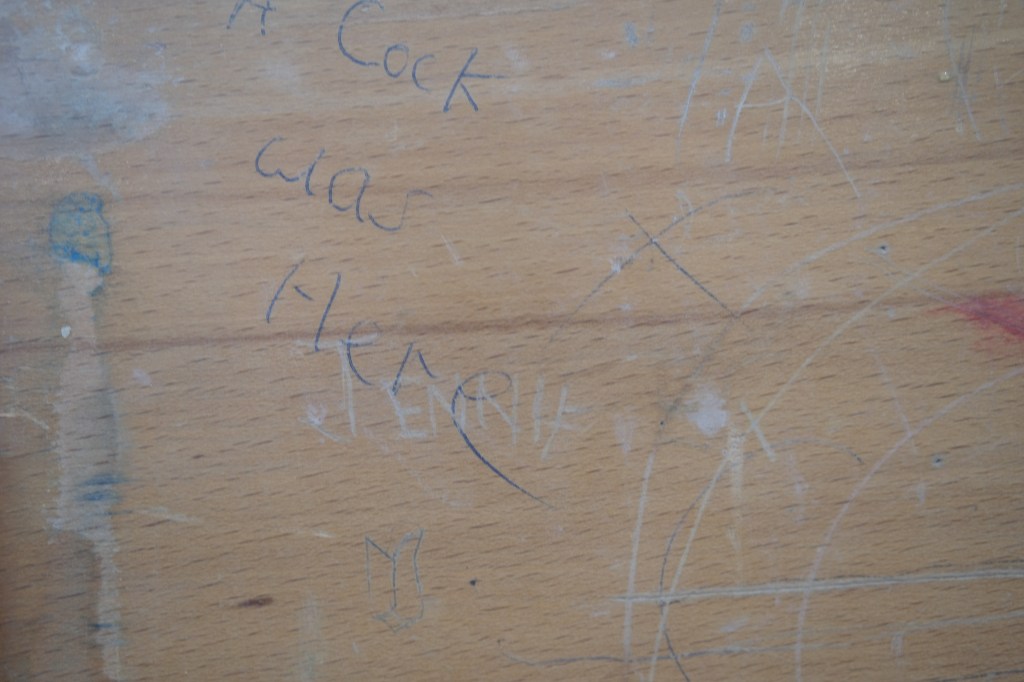 A Cock
was
Here
JENNIE